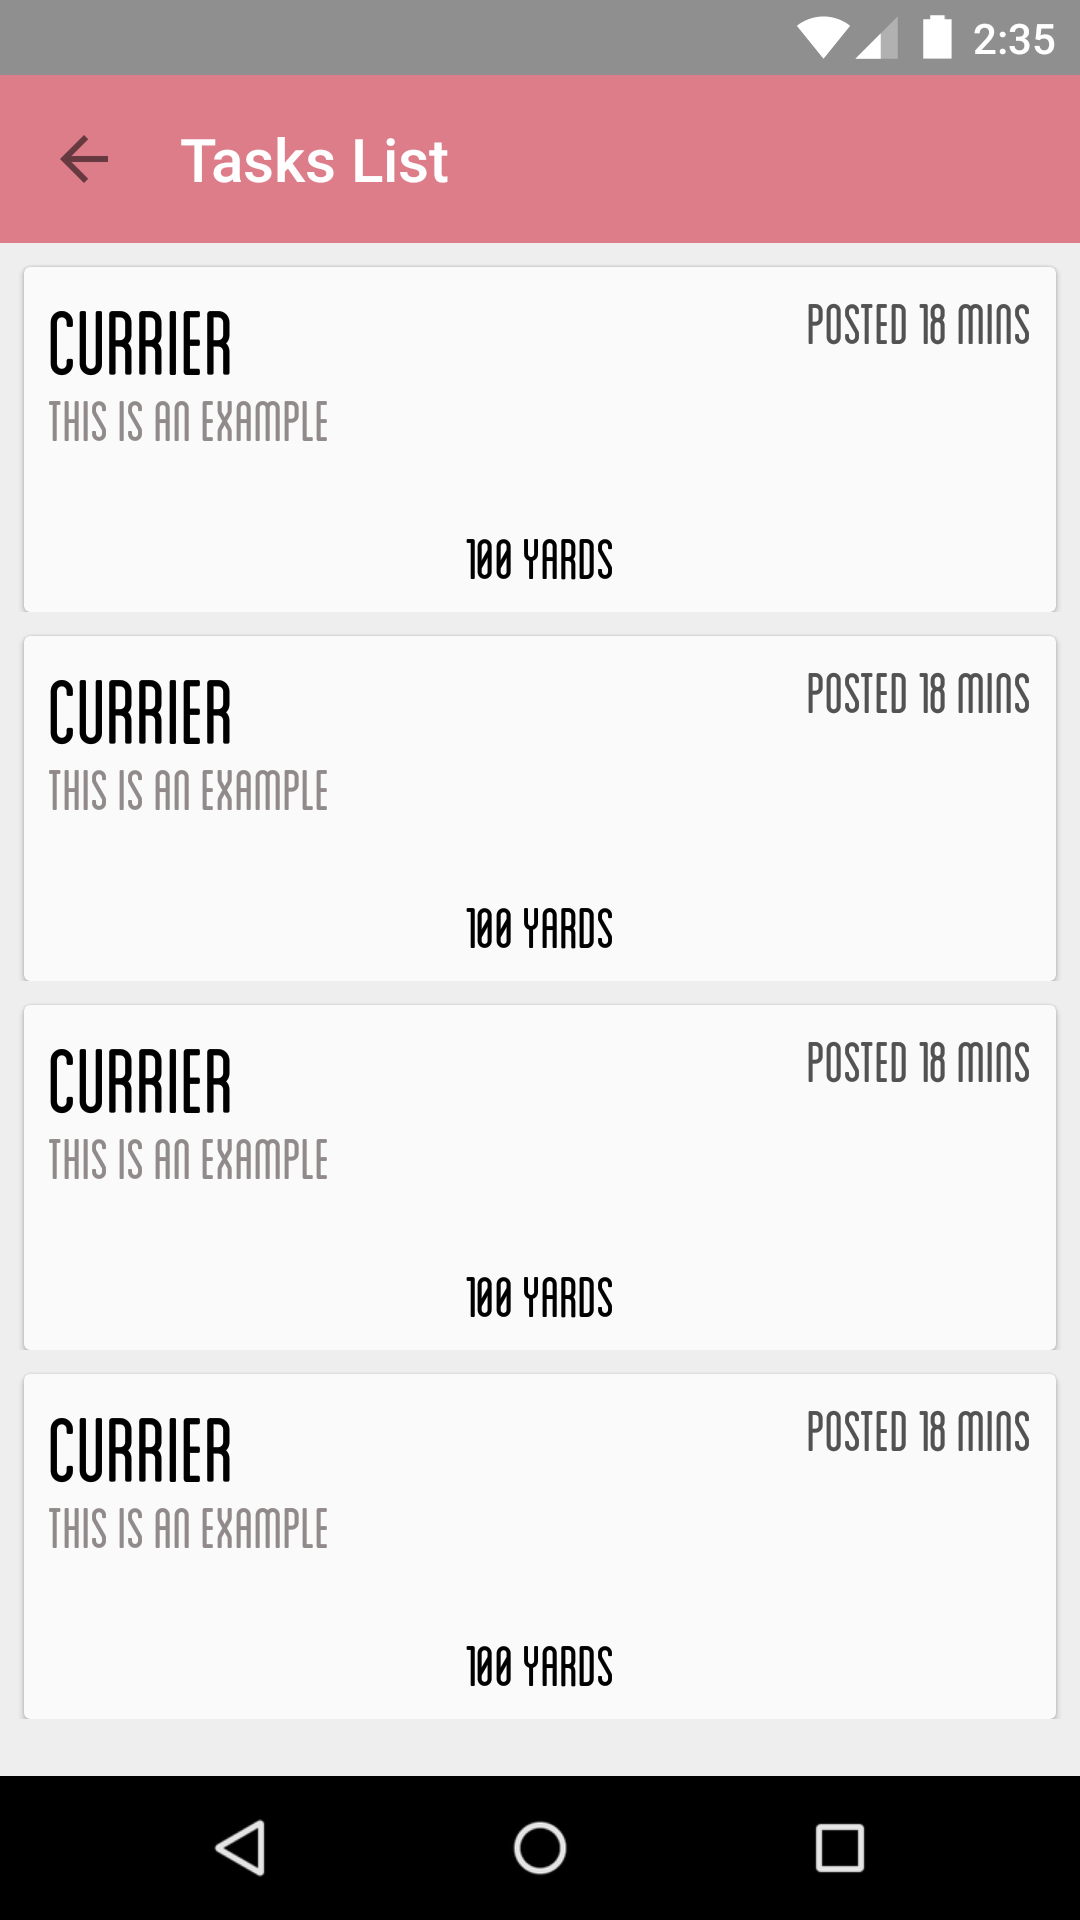 2:35
Tasks List
CURRIER
POSTED 18 MINS
THIS IS AN EXAMPLE
100 YARDS
CURRIER
POSTED 18 MINS
THIS IS AN EXAMPLE
100 YARDS
CURRIER
POSTED 18 MINS
THIS IS AN EXAMPLE
100 YARDS
CURRIER
POSTED 18 MINS
THIS IS AN EXAMPLE
100 YARDS